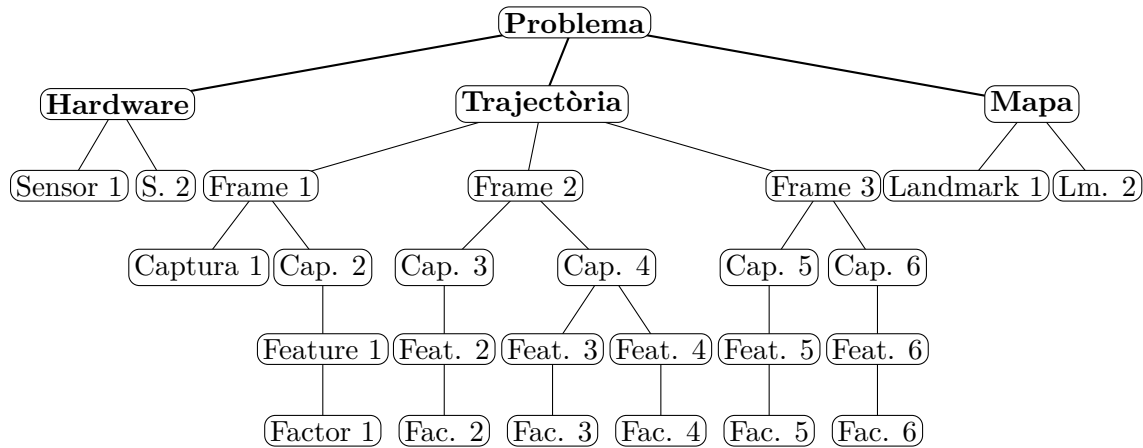 Problema
Hardware Trajectòria Mapa
Sensor 1 S. 2 Frame 1 Frame 2 Frame 3 Landmark 1 Lm. 2
Captura 1 Cap. 2 Cap. 3 Cap. 4 Cap. 5 Cap. 6
Feature 1 Feat. 2 Feat. 3 Feat. 4 Feat. 5 Feat. 6
Factor 1 Fac. 2 Fac. 3 Fac. 4 Fac. 5 Fac. 6